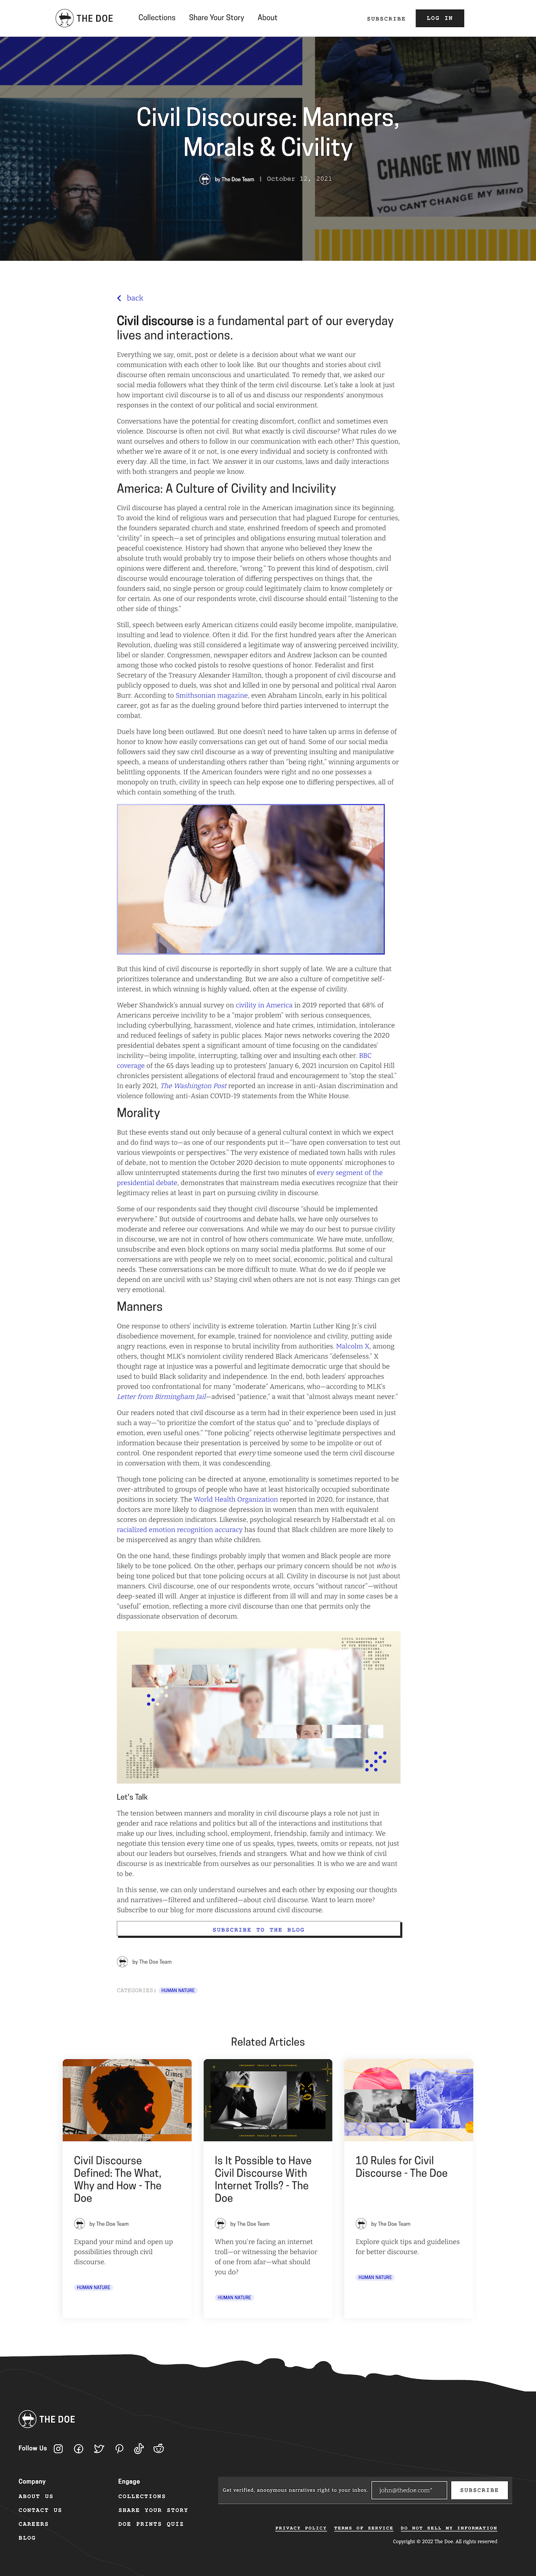 THE DOE
Collections
Share Your Story
About
SUBSCRIBE
LOG IN
CHANGE MY MIND
Civil Discourse: Manners,
Morals & Civility
by The Doe Team | October 12, 2021
back
Civil discourse is a fundamental part of our everyday
lives and interactions.
Everything we say, omit, post or delete is a decision about what we want our
communication with each other to look like. But our thoughts and stories about civil
discourse often remain unconscious and unarticulated. To remedy that, we asked our
social media followers what they think of the term civil discourse. Let's take a look at just
how important civil discourse is to all of us and discuss our respondents' anonymous
responses in the context of our political and social environment.
Conversations have the potential for creating discomfort, conflict and sometimes even
violence. Discourse is often not civil. But what exactly is civil discourse? What rules do we
want ourselves and others to follow in our communication with each other? This question,
whether we're aware of it or not, is one every individual and society is confronted with
every day. All the time, in fact. We answer it in our customs, laws and daily interactions
with both strangers and people we know.
America: A Culture of Civility and Incivility
Civil discourse has played a central role in the American imagination since its beginning.
To avoid the kind of religious wars and persecution that had plagued Europe for centuries,
the founders separated church and state, enshrined freedom of speech and promoted
"civility" in speech—a set of principles and obligations ensuring mutual toleration and
peaceful coexistence. History had shown that anyone who believed they knew the
absolute truth would probably try to impose their beliefs on others whose thoughts and
opinions were different and, therefore, "wrong." To prevent this kind of despotism, civil
discourse would encourage toleration of differing perspectives on things that, the
founders said, no single person or group could legitimately claim to know completely or
for certain. As one of our respondents wrote, civil discourse should entail "listening to the
other side of things."
Still, speech between early American citizens could easily become impolite, manipulative,
insulting and lead to violence. Often it did. For the first hundred years after the American
Revolution, dueling was still considered a legitimate way of answering perceived incivility,
libel or slander. Congressmen, newspaper editors and Andrew Jackson can be counted
among those who cocked pistols to resolve questions of honor. Federalist and first
Secretary of the Treasury Alexander Hamilton, though a proponent of civil discourse and
publicly opposed to duels, was shot and killed in one by personal and political rival Aaron
Burr. According to Smithsonian magazine, even Abraham Lincoln, early in his political
career, got as far as the dueling ground before third parties intervened to interrupt the
combat.
Duels have long been outlawed. But one doesn't need to have taken up arms in defense of
honor to know how easily conversations can get out of hand. Some of our social media
followers said they saw civil discourse as a way of preventing insulting and manipulative
speech, a means of understanding others rather than "being right," winning arguments or
belittling opponents. If the American founders were right and no one possesses a
monopoly on truth, civility in speech can help expose one to differing perspectives, all of
which contain something of the truth.
But this kind of civil discourse is reportedly in short supply of late. We are a culture that
prioritizes tolerance and understanding. But we are also a culture of competitive self-
interest, in which winning is highly valued, often at the expense of civility.
Weber Shandwick's annual survey on civility in America in 2019 reported that 68% of
Americans perceive incivility to be a "major problem" with serious consequences,
including cyberbullying, harassment, violence and hate crimes, intimidation, intolerance
and reduced feelings of safety in public places. Major news networks covering the 2020
presidential debates spent a significant amount of time focusing on the candidates'
incivility—being impolite, interrupting, talking over and insulting each other. BBC
coverage of the 65 days leading up to protesters' January 6, 2021 incursion on Capitol Hill
chronicles persistent allegations of electoral fraud and encouragement to "stop the steal."
In early 2021, The Washington Post reported an increase in anti-Asian discrimination and
violence following anti-Asian COVID-19 statements from the White House.
Morality
But these events stand out only because of a general cultural context in which we expect
and do find ways to—as one of our respondents put it—"have open conversation to test out
various viewpoints or perspectives." The very existence of mediated town halls with rules
of debate, not to mention the October 2020 decision to mute opponents' microphones to
allow uninterrupted statements during the first two minutes of every segment of the
presidential debate, demonstrates that mainstream media executives recognize that their
legitimacy relies at least in part on pursuing civility in discourse.
Some of our respondents said they thought civil discourse "should be implemented
everywhere." But outside of courtrooms and debate halls, we have only ourselves to
moderate and referee our conversations. And while we may do our best to pursue civility
in discourse, we are not in control of how others communicate. We have mute, unfollow,
unsubscribe and even block options on many social media platforms. But some of our
conversations are with people we rely on to meet social, economic, political and cultural
needs. These conversations can be more difficult to mute. What do we do if people we
depend on are uncivil with us? Staying civil when others are not is not easy. Things can get
very emotional.
Manners
One response to others' incivility is extreme toleration. Martin Luther King Jr.'s civil
disobedience movement, for example, trained for nonviolence and civility, putting aside
angry reactions, even in response to brutal incivility from authorities. Malcolm X, among
others, thought MLK's nonviolent civility rendered Black Americans "defenseless." X
thought rage at injustice was a powerful and legitimate democratic urge that should be
used to build Black solidarity and independence. In the end, both leaders' approaches
proved too confrontational for many "moderate" Americans, who—according to MLK's
Letter from Birmingham Jail—advised "patience," a wait that "almost always meant never."
Our readers noted that civil discourse as a term had in their experience been used in just
such a way—"to prioritize the comfort of the status quo" and to "preclude displays of
emotion, even useful ones." "Tone policing" rejects otherwise legitimate perspectives and
information because their presentation is perceived by some to be impolite or out of
control. One respondent reported that every time someone used the term civil discourse
in conversation with them, it was condescending.
Though tone policing can be directed at anyone, emotionality is sometimes reported to be
over-attributed to groups of people who have at least historically occupied subordinate
positions in society. The World Health Organization reported in 2020, for instance, that
doctors are more likely to diagnose depression in women than men with equivalent
scores on depression indicators. Likewise, psychological research by Halberstadt et al. on
racialized emotion recognition accuracy has found that Black children are more likely to
be misperceived as angry than white children.
On the one hand, these findings probably imply that women and Black people are more
likely to be tone policed. On the other, perhaps our primary concern should be not who is
being tone policed but that tone policing occurs at all. Civility in discourse is not just about
manners. Civil discourse, one of our respondents wrote, occurs "without rancor"—without
deep-seated ill will. Anger at injustice is different from ill will and may in some cases be a
"useful" emotion, reflecting a more civil discourse than one that permits only the
dispassionate observation of decorum.
Let's Talk
The tension between manners and morality in civil discourse plays a role not just in
gender and race relations and politics but all of the interactions and institutions that
make up our lives, including school, employment, friendship, family and intimacy. We
negotiate this tension every time one of us speaks, types, tweets, omits or repeats, not just
about our leaders but ourselves, friends and strangers. What and how we think of civil
discourse is as inextricable from ourselves as our personalities. It is who we are and want
to be.
In this sense, we can only understand ourselves and each other by exposing our thoughts
and narratives—filtered and unfiltered—about civil discourse. Want to learn more?
Subscribe to our blog for more discussions around civil discourse.
SUBSCRIBE TO THE BLOG
by The Doe Team
CATEGORIES: HUMAN NATURE
Related Articles
Civil Discourse
Defined: The What,
Why and How - The
Doe
by The Doe Team
Expand your mind and open up
possibilities through civil
discourse.
HUMAN NATURE
Is It Possible to Have
Civil Discourse With
Internet Trolls? - The
Doe
by The Doe Team
When you're facing an internet
troll—or witnessing the behavior
of one from afar—what should
you do?
HUMAN NATURE
10 Rules for Civil
Discourse - The Doe
by The Doe Team
Explore quick tips and guidelines
for better discourse.
HUMAN NATURE
THE DOE
Follow Us
Company
ABOUT US
CONTACT US
CAREERS
BLOG
Engage
COLLECTIONS
SHARE YOUR STORY
DOE PRINTS QUIZ
Get verified, anonymous narratives right to your inbox.
john@thedoe.com*
SUBSCRIBE
PRIVACY POLICY TERMS OF SERVICE DO NOT SELL MY INFORMATION
Copyright © 2022 The Doe. All rights reserved